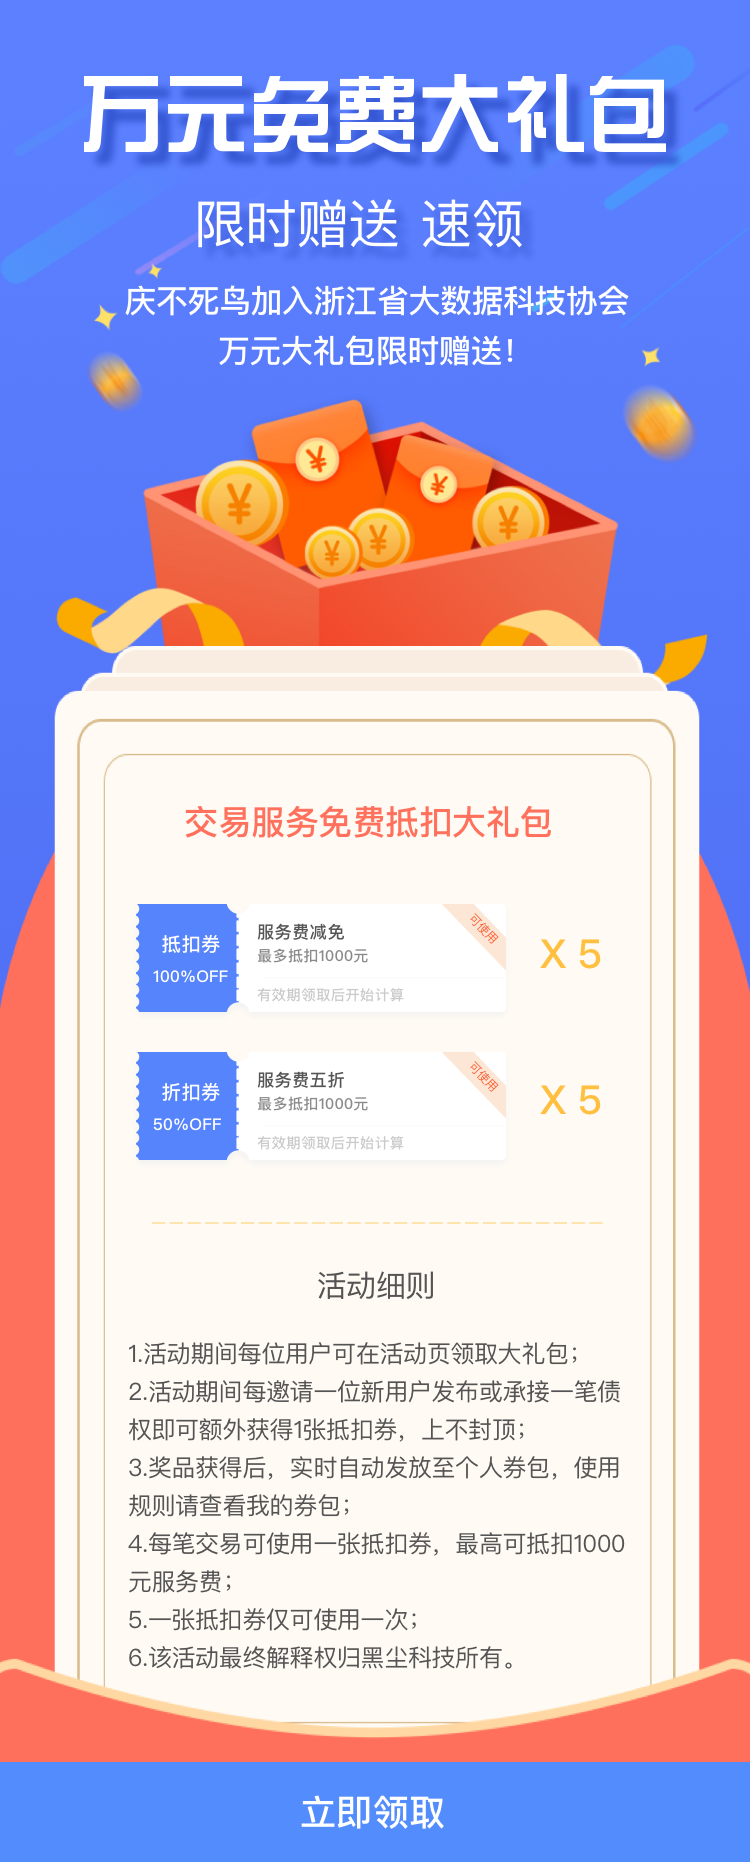 万元免费大礼包
限时赠送 速领
庆不死鸟加入浙江省大数据科技协会
万元大礼包限时赠送!
¥
¥
¥
¥
¥
¥
交易服务免费抵扣大礼包
抵扣券
100%OFF
服务费减免
最多抵扣1000元
有效期领取后开始计算
可使用
X 5
折扣券
50%OFF
服务费五折
最多抵扣1000元
有效期领取后开始计算
可使用
X 5
活动细则
1.活动期间每位用户可在活动页领取大礼包;
2.活动期间每邀请一位新用户发布或承接一笔债
权即可额外获得1张抵扣券，上不封顶;
3.奖品获得后，实时自动发放至个人券包，使用
规则请查看我的券包;
4.每笔交易可使用一张抵扣券，最高可抵扣1000
元服务费;
5.一张抵扣券仅可使用一次;
6.该活动最终解释权归黑尘科技所有。
立即领取